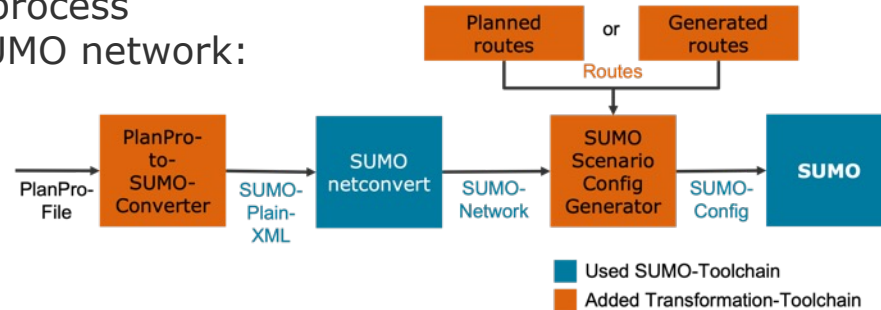 process
UMO network:
Planned
routes
or
Generated
routes
Routes
PlanPro-
File
PlanPro-
to-
SUMO-
Converter
SUMO-
Plain-
XML
SUMO
netconvert
SUMO-
Network
SUMO
Scenario
Config
Generator
SUMO-
Config
SUMO
Used SUMO-Toolchain
Added Transformation-Toolchain